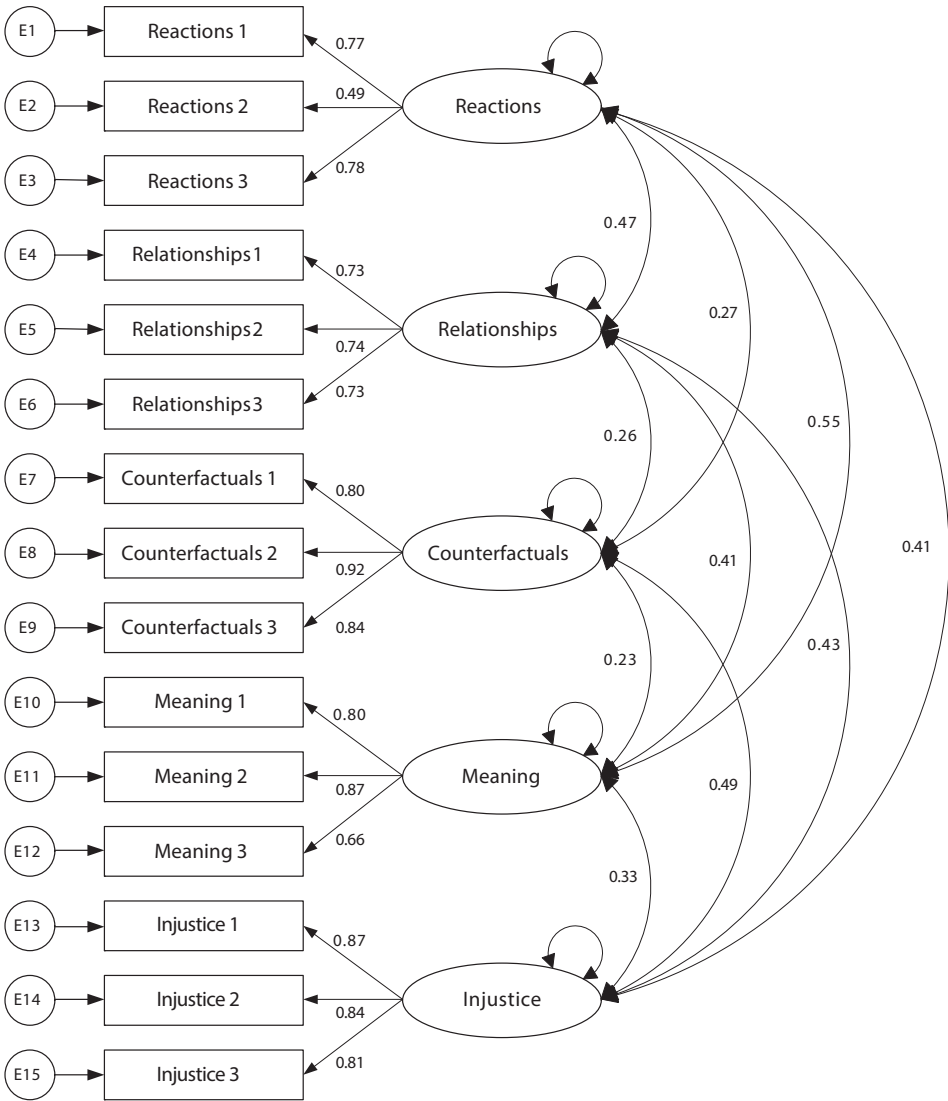 E1
Reactions 1
0.77
E2
Reactions 2
0.49
Reactions
E3
Reactions 3
0.78
0.47
E4
Relationships 1
0.73
0.27
E5
Relationships 2
0.74
Relationships
E6
Relationships 3
0.73
0.55
0.26
E7
Counterfactuals 1
0.80
E8
Counterfactuals 2
0.92
Counterfactuals
0.41
0.41
E9
Counterfactuals 3
0.84
0.43
0.23
E10
Meaning 1
0.80
E11
Meaning 2
0.87
Meaning
0.49
E12
Meaning 3
0.66
0.33
E13
Injustice 1
0.87
E14
Injustice 2
0.84
Injustice
E15
Injustice 3
0.81